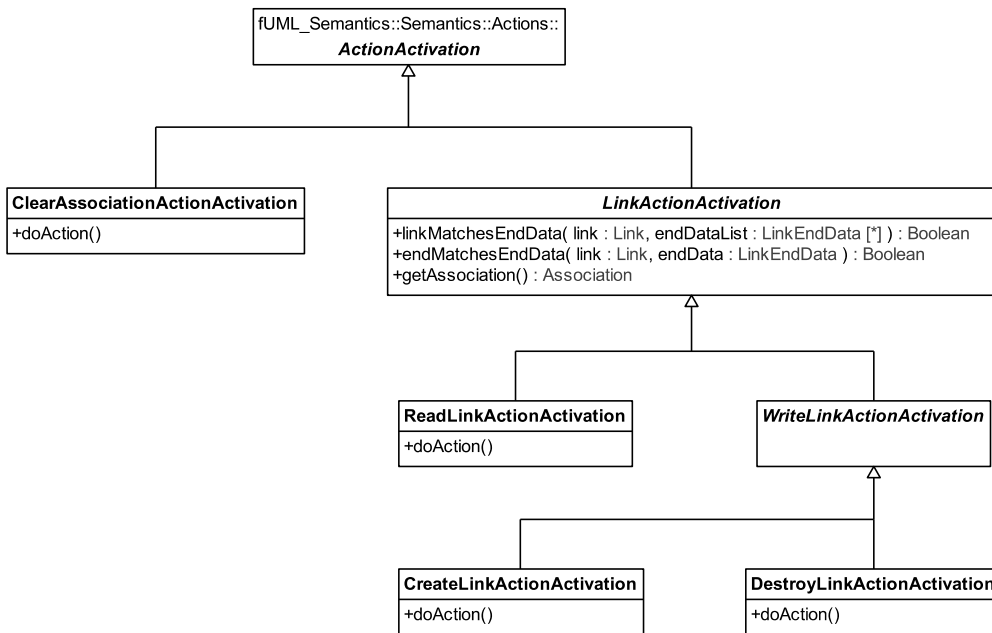 fUML_Semantics::Semantics::Actions::
ActionActivation
ClearAssociationActionActivation
+doAction()
LinkActionActivation
+linkMatchesEndData( link : Link, endDataList : LinkEndData [*] ) : Boolean
+endMatchesEndData( link : Link, endData : LinkEndData ) : Boolean
+getAssociation() : Association
ReadLinkActionActivation
+doAction()
WriteLinkActionActivation
CreateLinkActionActivation
+doAction()
DestroyLinkActionActivation
+doAction()